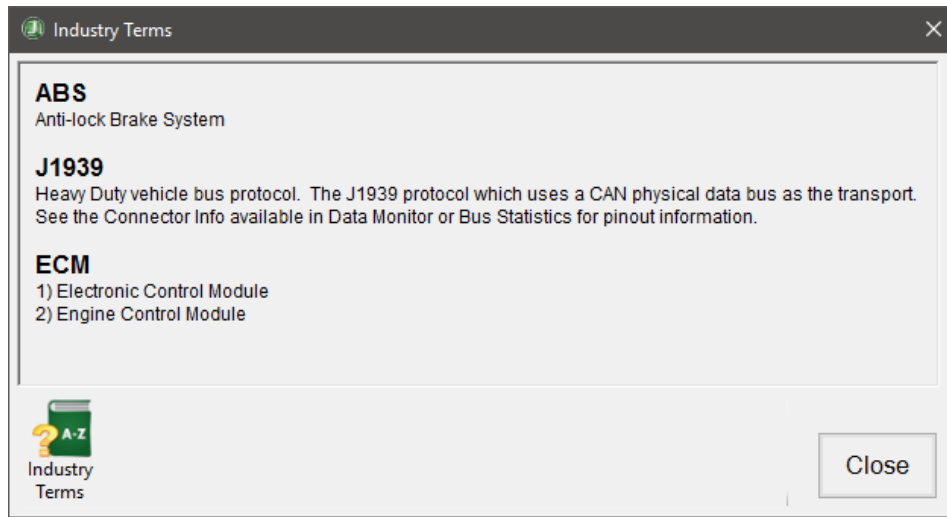 Industry Terms
ABS
Anti-lock Brake System
J1939
Heavy Duty vehicle bus protocol.  The J1939 protocol which uses a CAN physical data bus as the transport.
See the Connector Info available in Data Monitor or Bus Statistics for pinout information.
ECM
1) Electronic Control Module
2) Engine Control Module
A-Z
Industry
Terms
Close